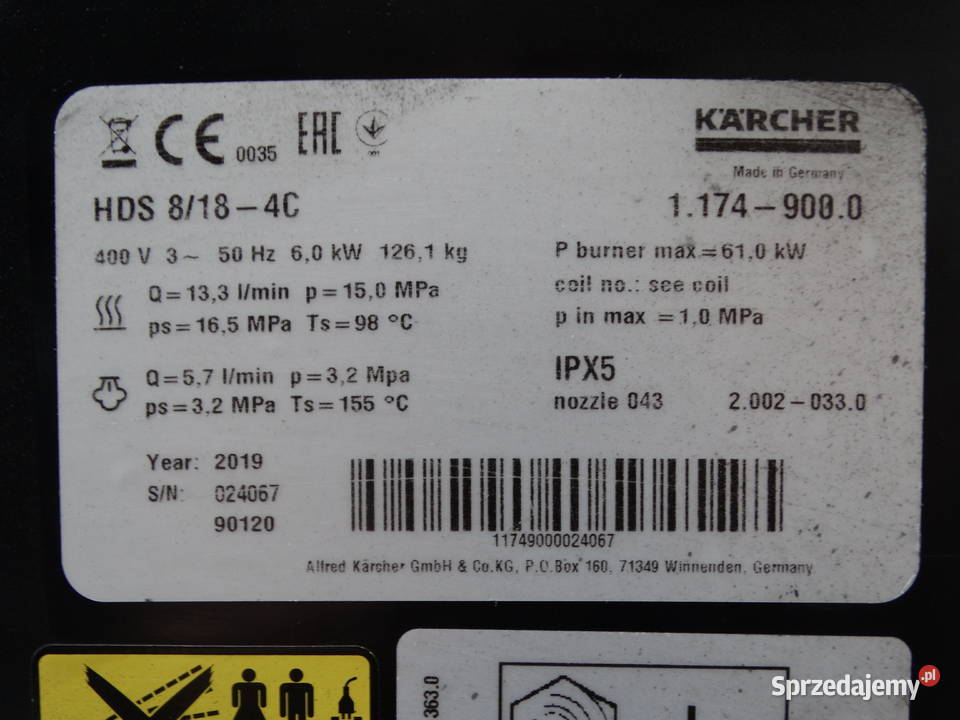 CE 0035 EAC
KÄRCHER
Made in Germany
HDS 8/18-4C
1.174-900.0
400 V 3~ 50 Hz 6,0 kW 126,1 kg
Q=13,3 l/min p=15,0 MPa
ps=16,5 MPa Ts=98 °C
P burner max=61,0 kW
coil no.: see coil
p in max =1,0 MPa
Q=5,7 l/min p=3,2 Mpa
ps=3,2 MPa Ts=155 °C
IPX5
nozzle 043 2.002-033.0
Year: 2019
S/N: 024067
90120
11749000024067
Alfred Kärcher GmbH & Co.KG, P.O.Box 160, 71349 Winnenden, Germany
.363.0
Sprzedajemy.pl